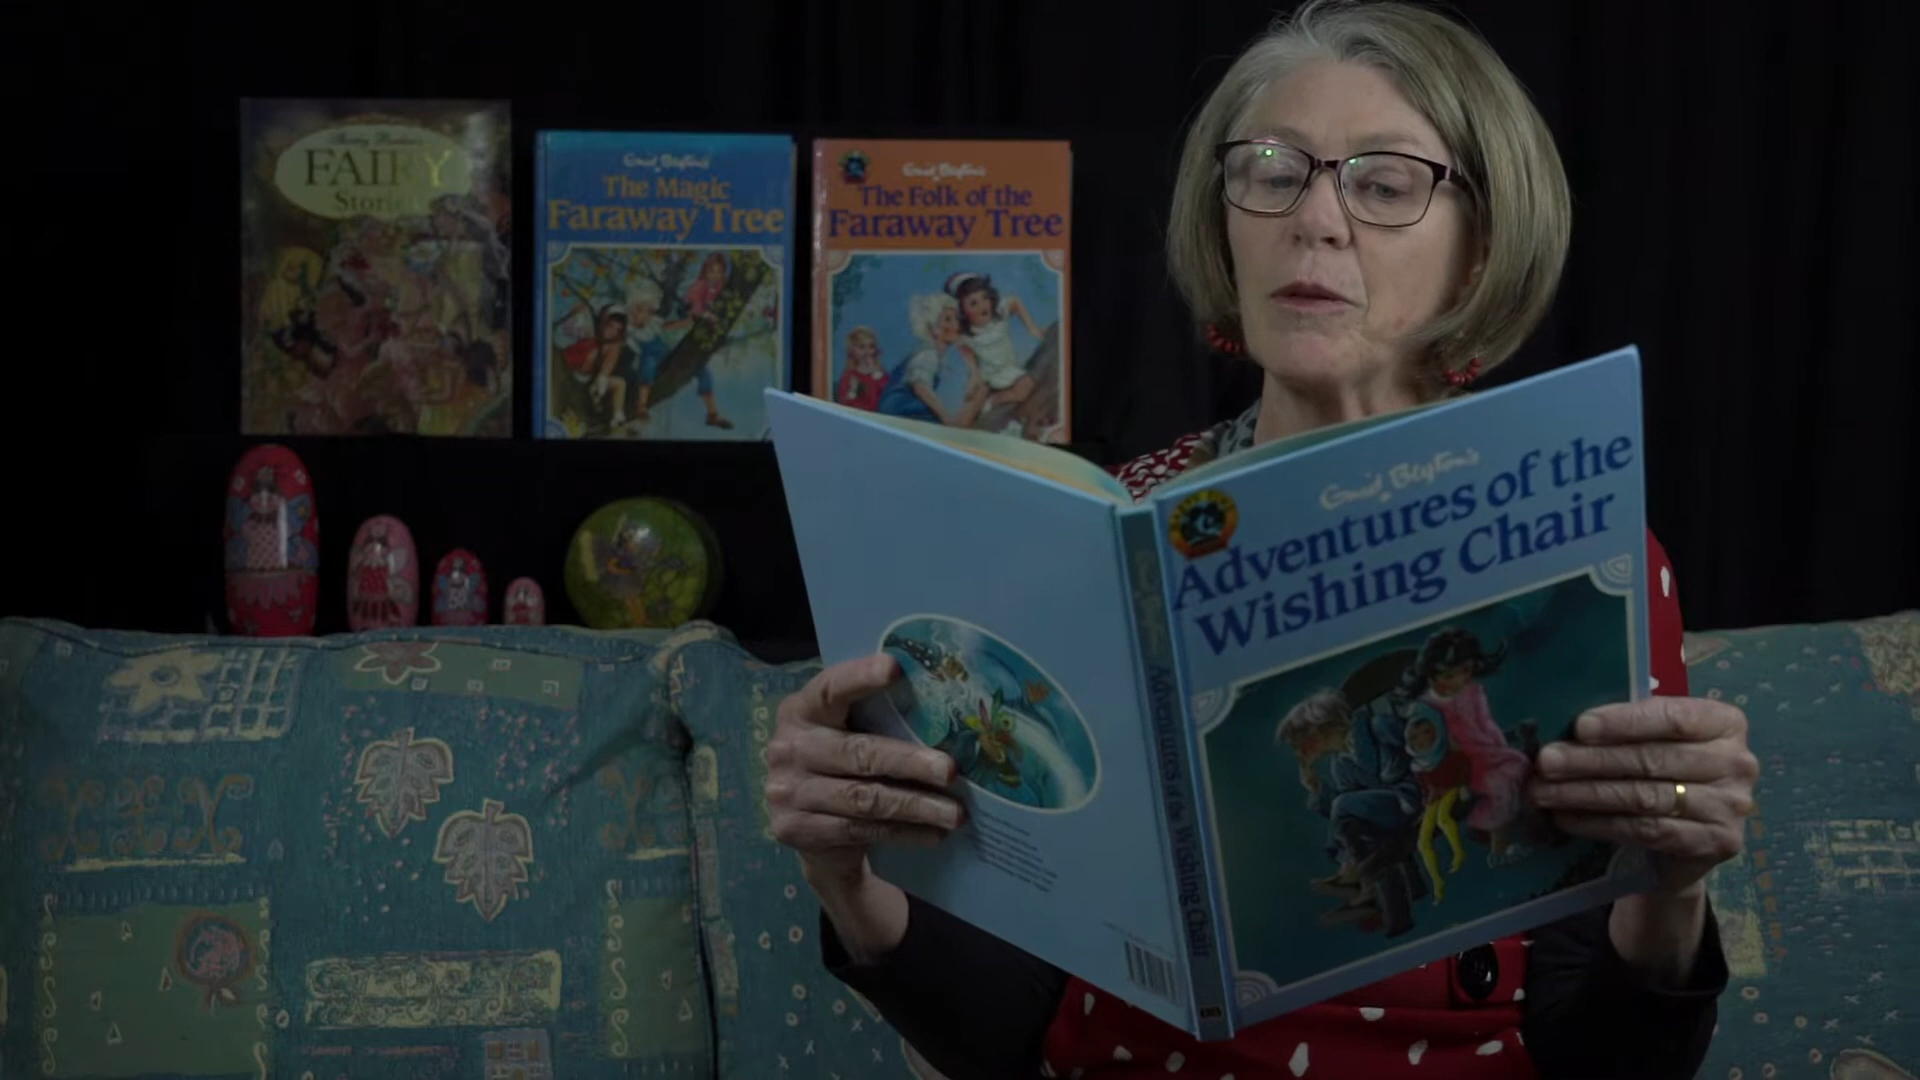 FAIRY
Stories
Enid Blyton's
The Magic
Faraway Tree
Enid Blyton's
The Folk of the
Faraway Tree
Enid Blyton's
Adventures of the
Wishing Chair
Adventures of the Wishing Chair